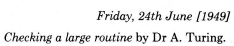 Friday, 24th June [1949]
Checking a large routine by Dr A. Turing.